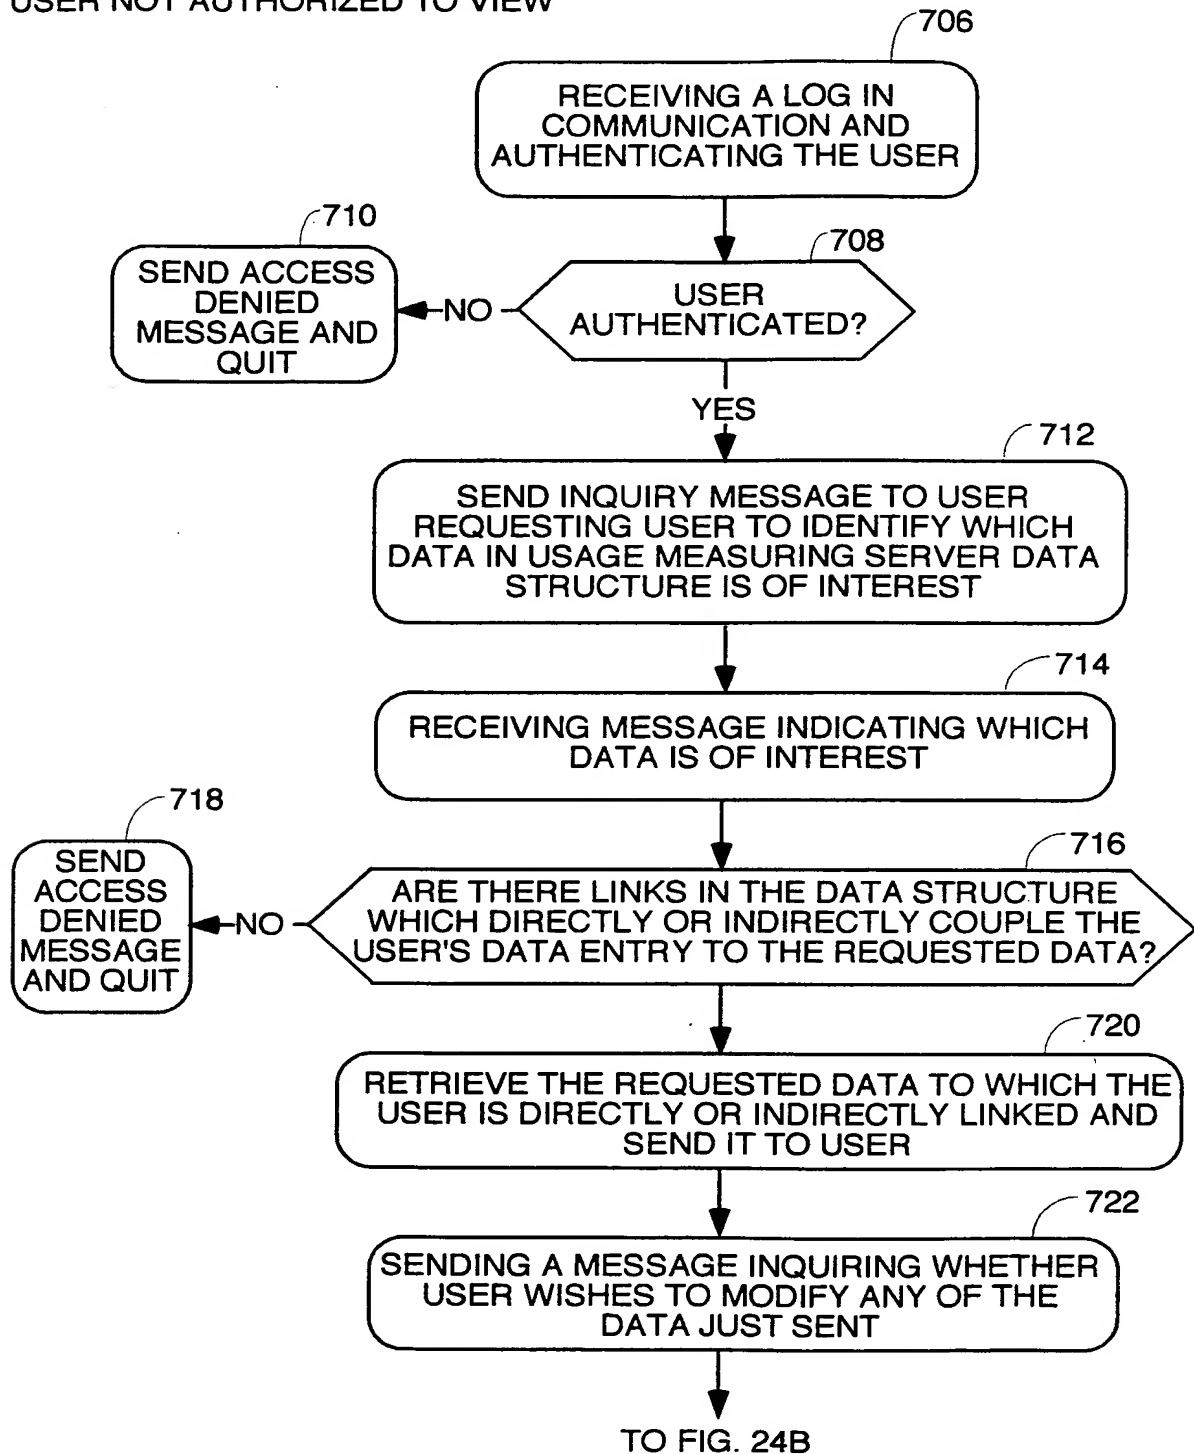 USER NOT AUTHORIZED TO VIEW
706
RECEIVING A LOG IN
COMMUNICATION AND
AUTHENTICATING THE USER
710
SEND ACCESS
DENIED
MESSAGE AND
QUIT
708
NO
USER
AUTHENTICATED?
YES
712
SEND INQUIRY MESSAGE TO USER
REQUESTING USER TO IDENTIFY WHICH
DATA IN USAGE MEASURING SERVER DATA
STRUCTURE IS OF INTEREST
714
RECEIVING MESSAGE INDICATING WHICH
DATA IS OF INTEREST
718
SEND
ACCESS
DENIED
MESSAGE
AND QUIT
716
NO
ARE THERE LINKS IN THE DATA STRUCTURE
WHICH DIRECTLY OR INDIRECTLY COUPLE THE
USER'S DATA ENTRY TO THE REQUESTED DATA?
720
RETRIEVE THE REQUESTED DATA TO WHICH THE
USER IS DIRECTLY OR INDIRECTLY LINKED AND
SEND IT TO USER
722
SENDING A MESSAGE INQUIRING WHETHER
USER WISHES TO MODIFY ANY OF THE
DATA JUST SENT
TO FIG. 24B